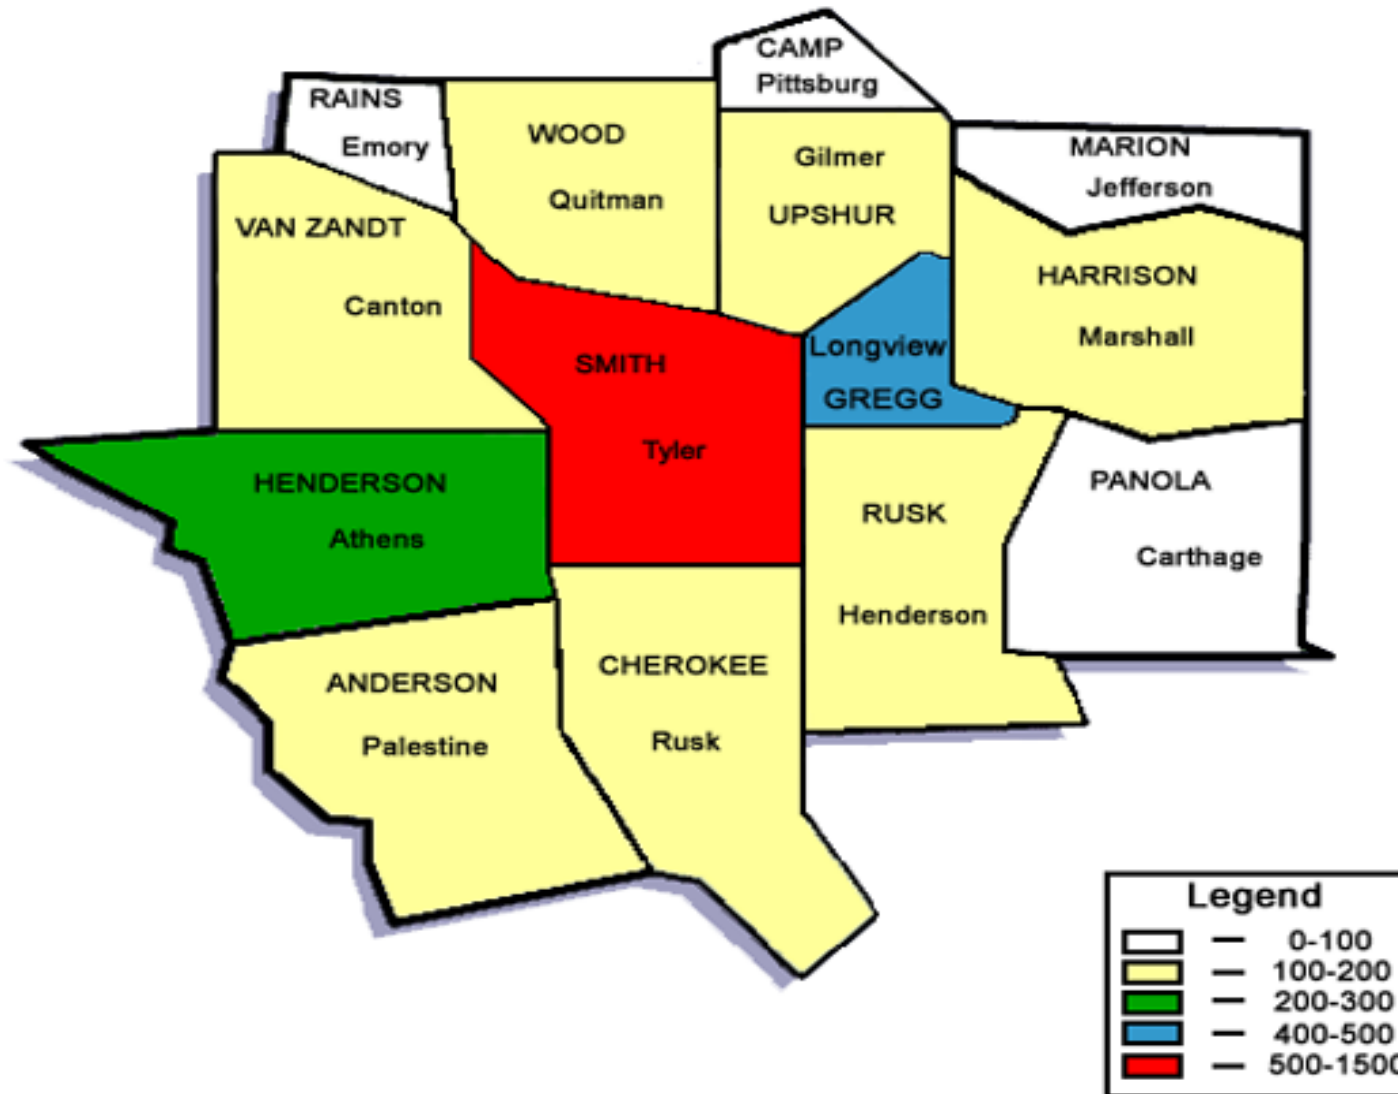 CAMP
Pittsburg
RAINS
Emory
WOOD
Quitman
Gilmer
UPSHUR
MARION
Jefferson
VAN ZANDT
Canton
HARRISON
Marshall
SMITH
Tyler
Longview
GREGG
HENDERSON
Athens
RUSK
Henderson
PANOLA
Carthage
ANDERSON
Palestine
CHEROKEE
Rusk
Legend
— 0-100
— 100-200
— 200-300
— 400-500
— 500-1500